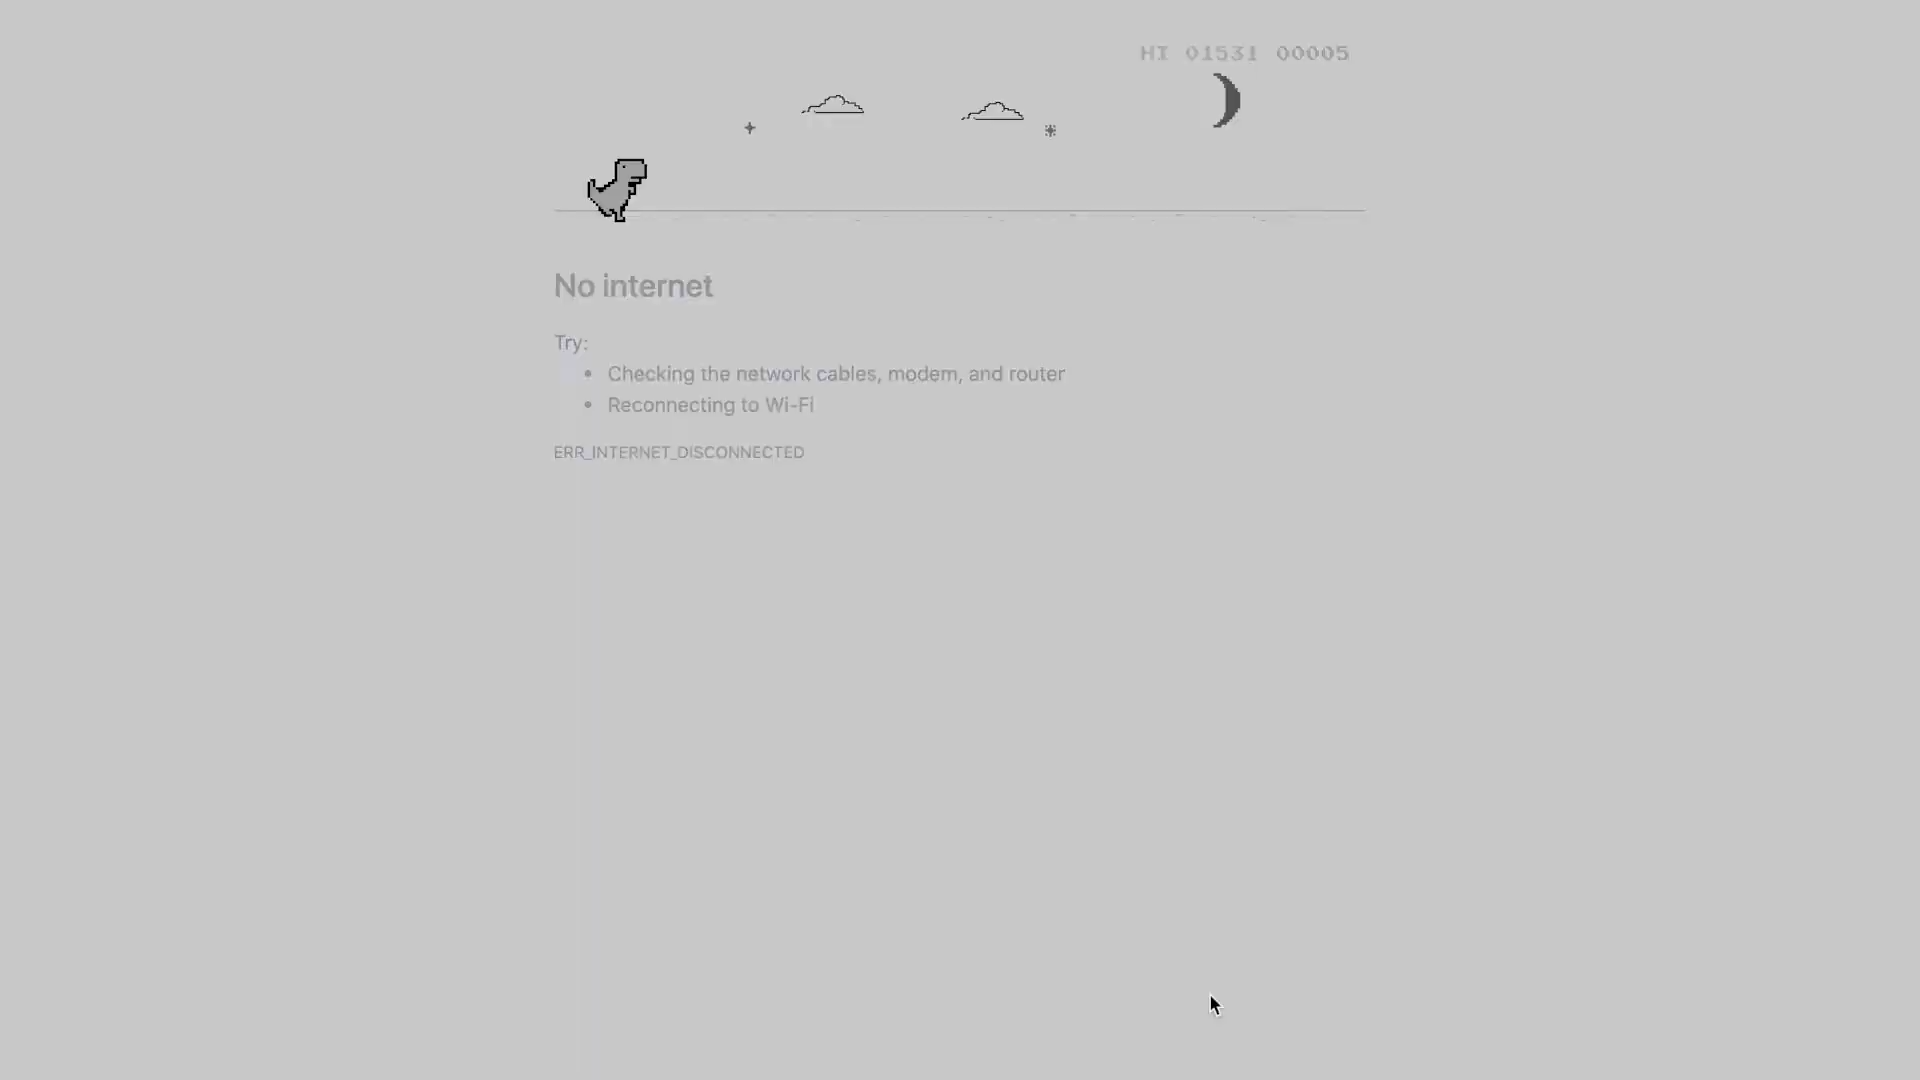 HI 01531 00005
No internet
Try:
• Checking the network cables, modem, and router
• Reconnecting to Wi-Fi
ERR_INTERNET_DISCONNECTED